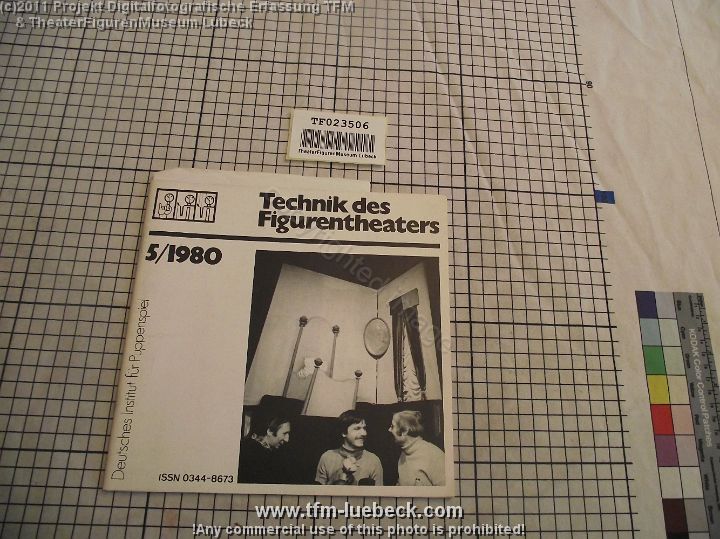 (c)2011 Projekt Digitalfotografische Erfassung TFM
& TheaterFigurenMuseum Lübeck
TF023506
TheaterFigurenMuseum Lübeck
Technik des
Figurentheaters
5/1980
Deutsches Institut für Puppenspiel
ISSN 0344-8673
KODAK Color Control Patches
www.tfm-luebeck.com
!Any commercial use of this photo is prohibited!